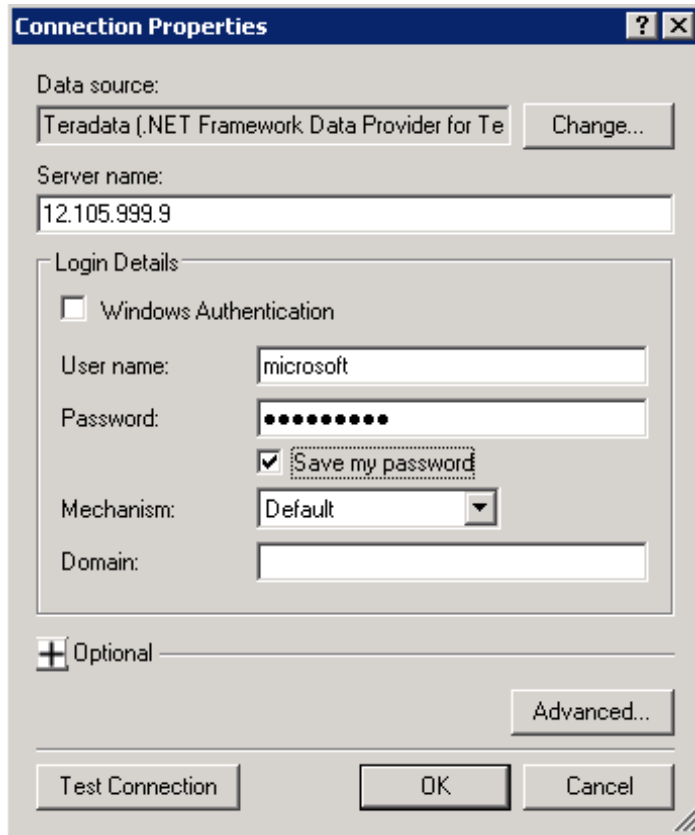 Connection Properties
Data source:
Teradata (.NET Framework Data Provider for Te
Change...
Server name:
12.105.999.9
Login Details
Windows Authentication
User name:
microsoft
Password:
●●●●●●●●●
Save my password
Mechanism:
Default
Domain:
Optional
Advanced...
Test Connection
OK
Cancel